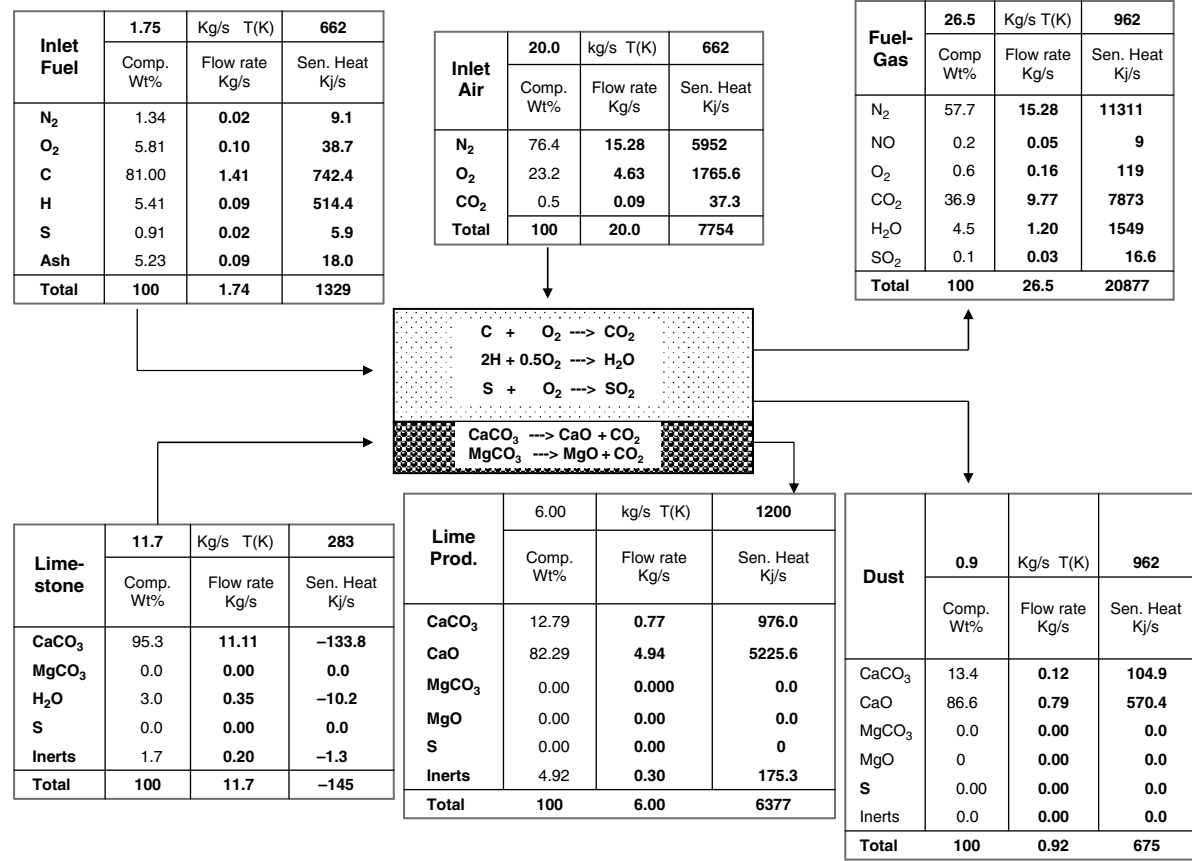 Inlet Fuel 1.75 Kg/s T(K) 662
Comp. Wt% Flow rate Kg/s Sen. Heat Kj/s
N2 1.34 0.02 9.1
O2 5.81 0.10 38.7
C 81.00 1.41 742.4
H 5.41 0.09 514.4
S 0.91 0.02 5.9
Ash 5.23 0.09 18.0
Total 100 1.74 1329
Inlet Air 20.0 kg/s T(K) 662
Comp. Wt% Flow rate Kg/s Sen. Heat Kj/s
N2 76.4 15.28 5952
O2 23.2 4.63 1765.6
CO2 0.5 0.09 37.3
Total 100 20.0 7754
Fuel-Gas 26.5 Kg/s T(K) 962
Comp Wt% Flow rate Kg/s Sen. Heat Kj/s
N2 57.7 15.28 11311
NO 0.2 0.05 9
O2 0.6 0.16 119
CO2 36.9 9.77 7873
H2O 4.5 1.20 1549
SO2 0.1 0.03 16.6
Total 100 26.5 20877
C + O2 ---> CO2
2H + 0.5O2 ---> H2O
S + O2 ---> SO2
CaCO3 ---> CaO + CO2
MgCO3 ---> MgO + CO2
Lime-stone 11.7 Kg/s T(K) 283
Comp. Wt% Flow rate Kg/s Sen. Heat Kj/s
CaCO3 95.3 11.11 –133.8
MgCO3 0.0 0.00 0.0
H2O 3.0 0.35 –10.2
S 0.0 0.00 0.0
Inerts 1.7 0.20 –1.3
Total 100 11.7 –145
Lime Prod. 6.00 kg/s T(K) 1200
Comp. Wt% Flow rate Kg/s Sen. Heat Kj/s
CaCO3 12.79 0.77 976.0
CaO 82.29 4.94 5225.6
MgCO3 0.00 0.000 0.0
MgO 0.00 0.00 0.0
S 0.00 0.00 0
Inerts 4.92 0.30 175.3
Total 100 6.00 6377
Dust 0.9 Kg/s T(K) 962
Comp. Wt% Flow rate Kg/s Sen. Heat Kj/s
CaCO3 13.4 0.12 104.9
CaO 86.6 0.79 570.4
MgCO3 0.0 0.00 0.0
MgO 0 0.00 0.0
S 0.00 0.00 0.0
Inerts 0.0 0.00 0.0
Total 100 0.92 675